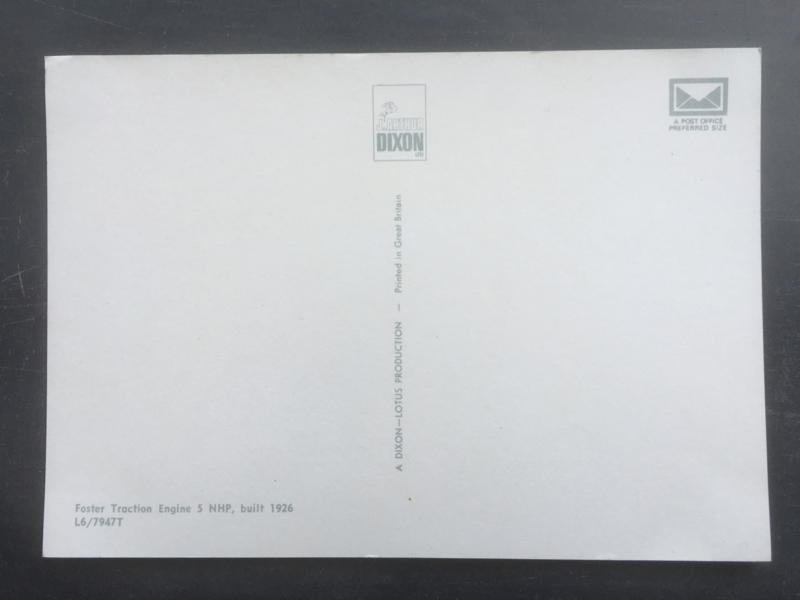 J. ARTHUR
DIXON
LTD
A POST OFFICE
PREFERRED SIZE
A DIXON—LOTUS PRODUCTION — Printed in Great Britain
Foster Traction Engine 5 NHP, built 1926
L6/7947T